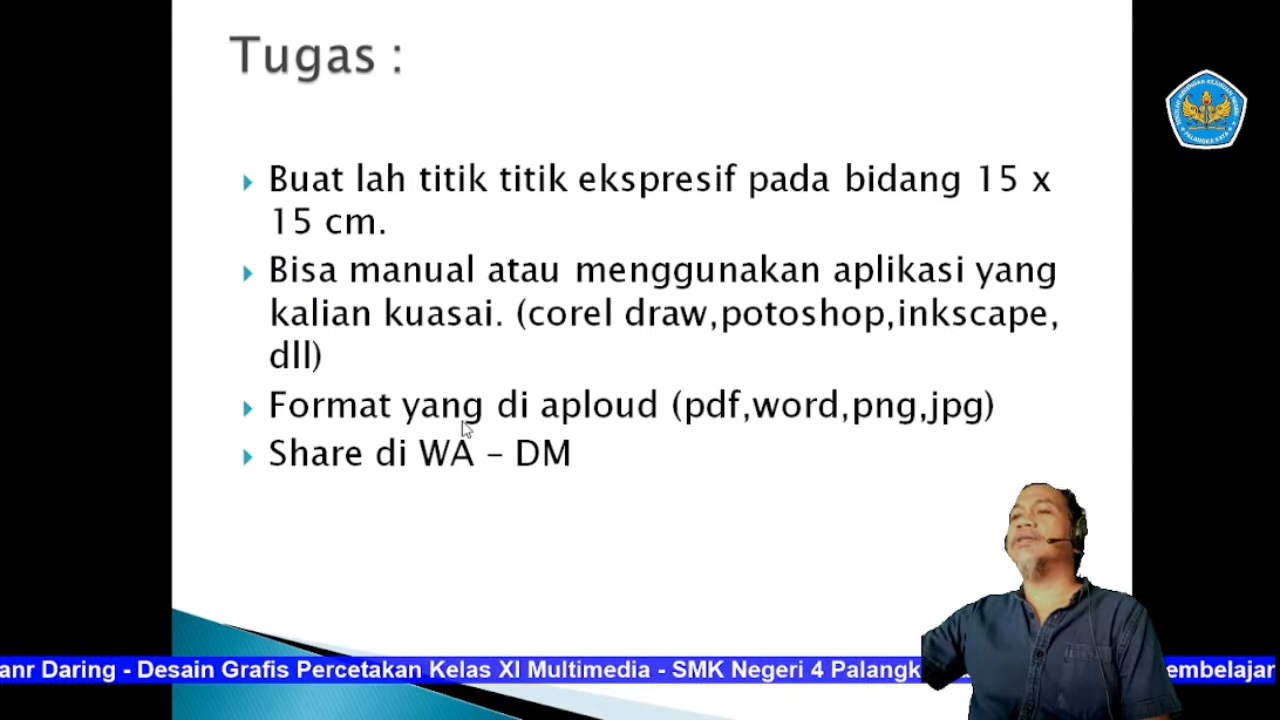 Tugas :
Buat lah titik titik ekspresif pada bidang 15 x
15 cm.
Bisa manual atau menggunakan aplikasi yang
kalian kuasai. (corel draw,potoshop,inkscape,
dll)
Format yang di aploud (pdf,word,png,jpg)
Share di WA – DM
anr Daring - Desain Grafis Percetakan Kelas XI Multimedia - SMK Negeri 4 Palangk embelajar